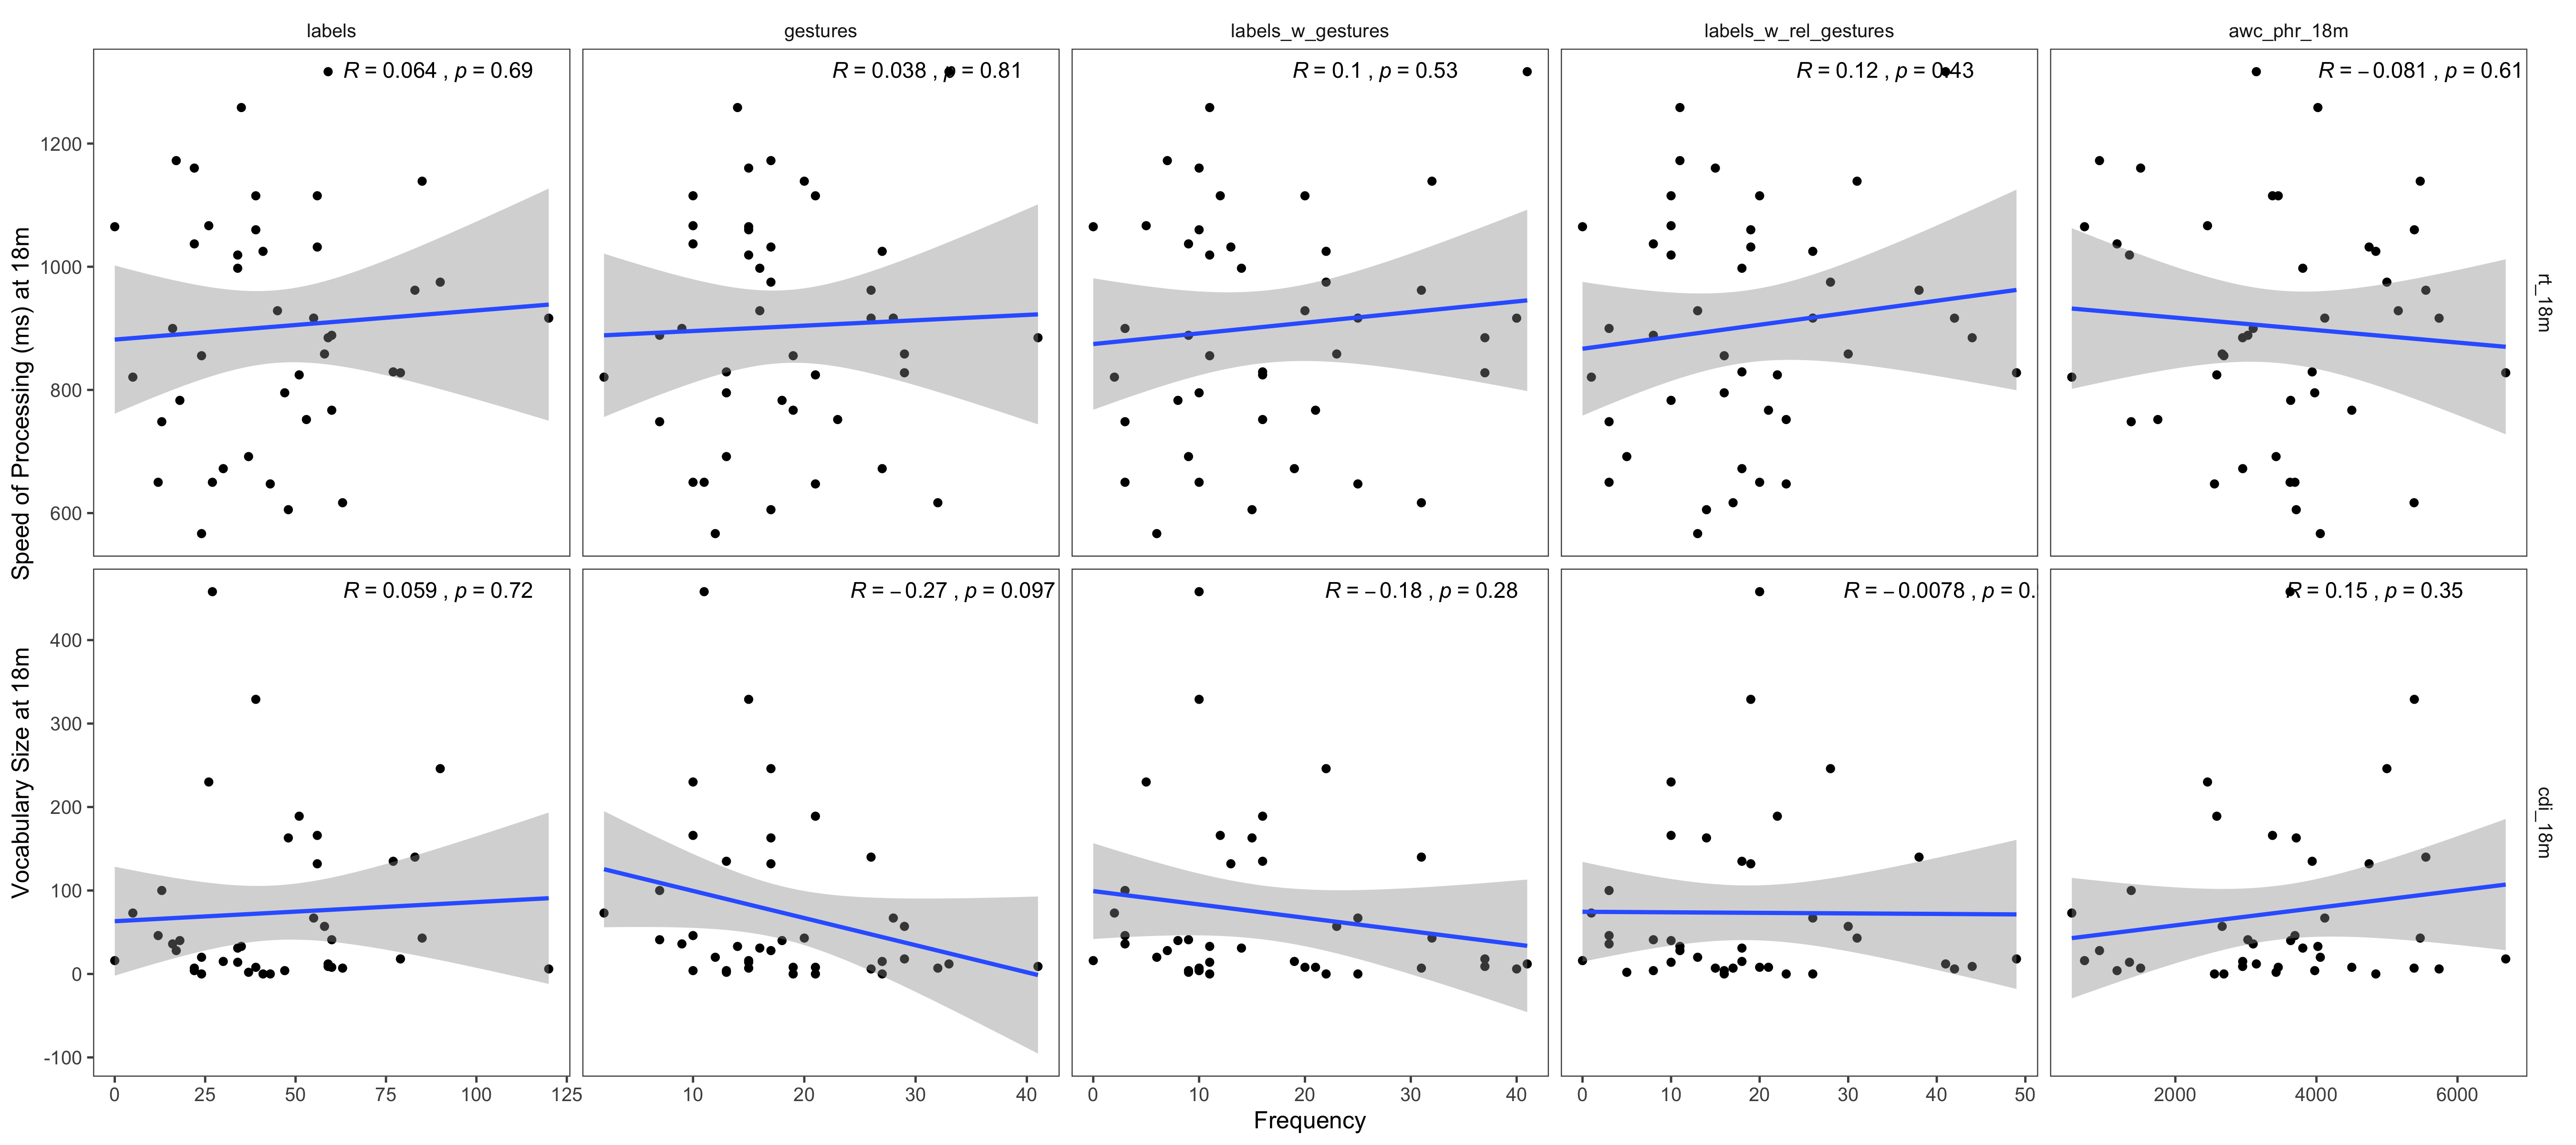 labels gestures labels_w_gestures labels_w_rel_gestures awc_phr_18m
R = 0.064 , p = 0.69
R = 0.038 , p = 0.81
R = 0.1 , p = 0.53
R = 0.12 , p = 0.43
R = −0.081 , p = 0.61
1200
1000
800
600
Speed of Processing (ms) at 18m
rt_18m
R = 0.059 , p = 0.72
R = −0.27 , p = 0.097
R = −0.18 , p = 0.28
R = −0.0078 , p = 0.
R = 0.15 , p = 0.35
400
300
200
100
0
-100
Vocabulary Size at 18m
cdi_18m
0 25 50 75 100 125
10 20 30 40
0 10 20 30 40
0 10 20 30 40 50
2000 4000 6000
Frequency